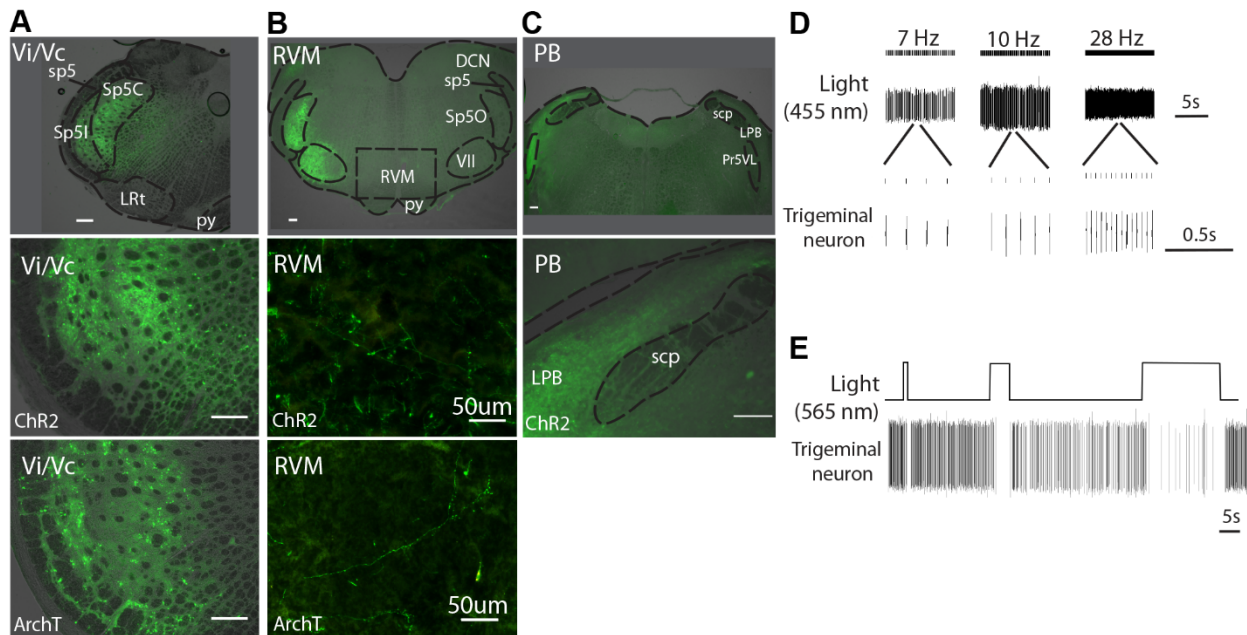 A
Vi/Vc
sp5
Sp5C
Sp5I
LRt
py
Vi/Vc
ChR2
Vi/Vc
ArchT
B
RVM
DCN
sp5
Sp5O
VII
RVM
py
RVM
50um
ChR2
RVM
50um
ArchT
C
PB
scp
LPB
Pr5VL
PB
scp
LPB
ChR2
D
7 Hz 10 Hz 28 Hz
Light
(455 nm)
5s
Trigeminal
neuron
0.5s
E
Light
(565 nm)
Trigeminal
neuron
5s